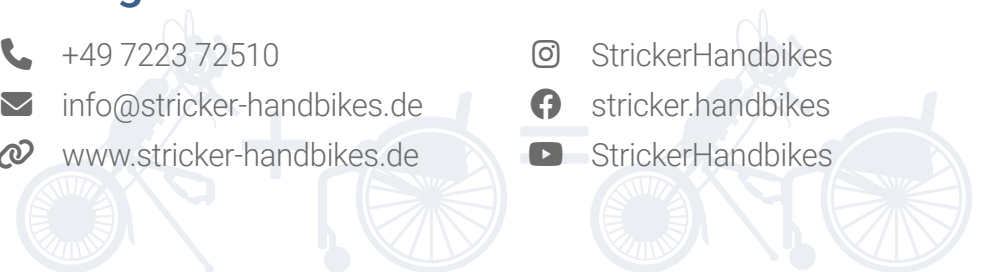 +49 7223 72510
info@stricker-handbikes.de
www.stricker-handbikes.de
StrickerHandbikes
stricker.handbikes
StrickerHandbikes